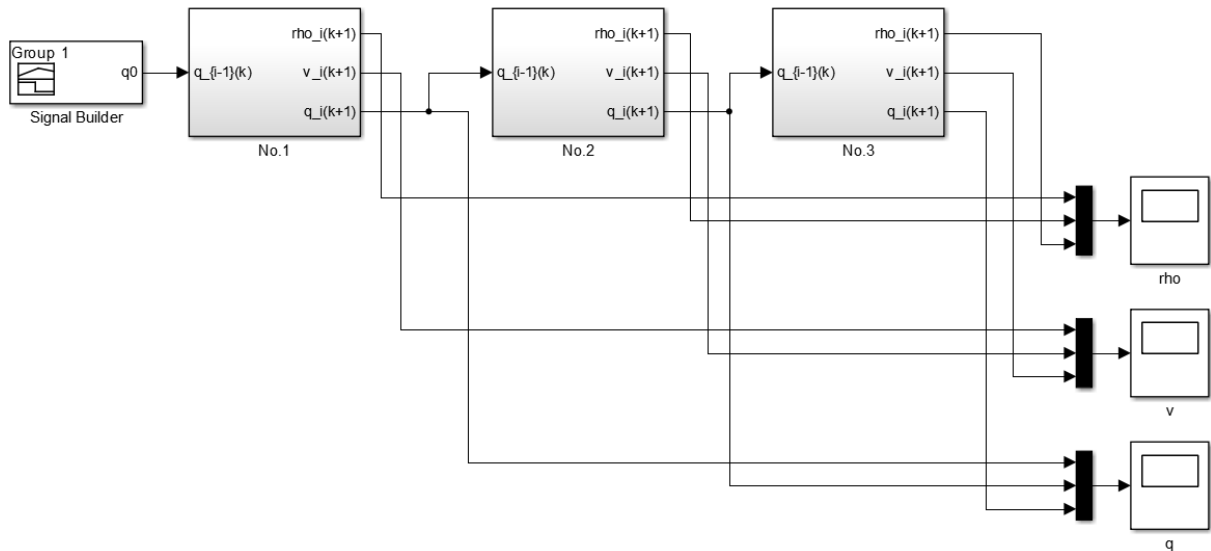 Group 1
q0
Signal Builder
q_{i-1}(k)
rho_i(k+1)
v_i(k+1)
q_i(k+1)
No.1
q_{i-1}(k)
rho_i(k+1)
v_i(k+1)
q_i(k+1)
No.2
q_{i-1}(k)
rho_i(k+1)
v_i(k+1)
q_i(k+1)
No.3
rho
v
q